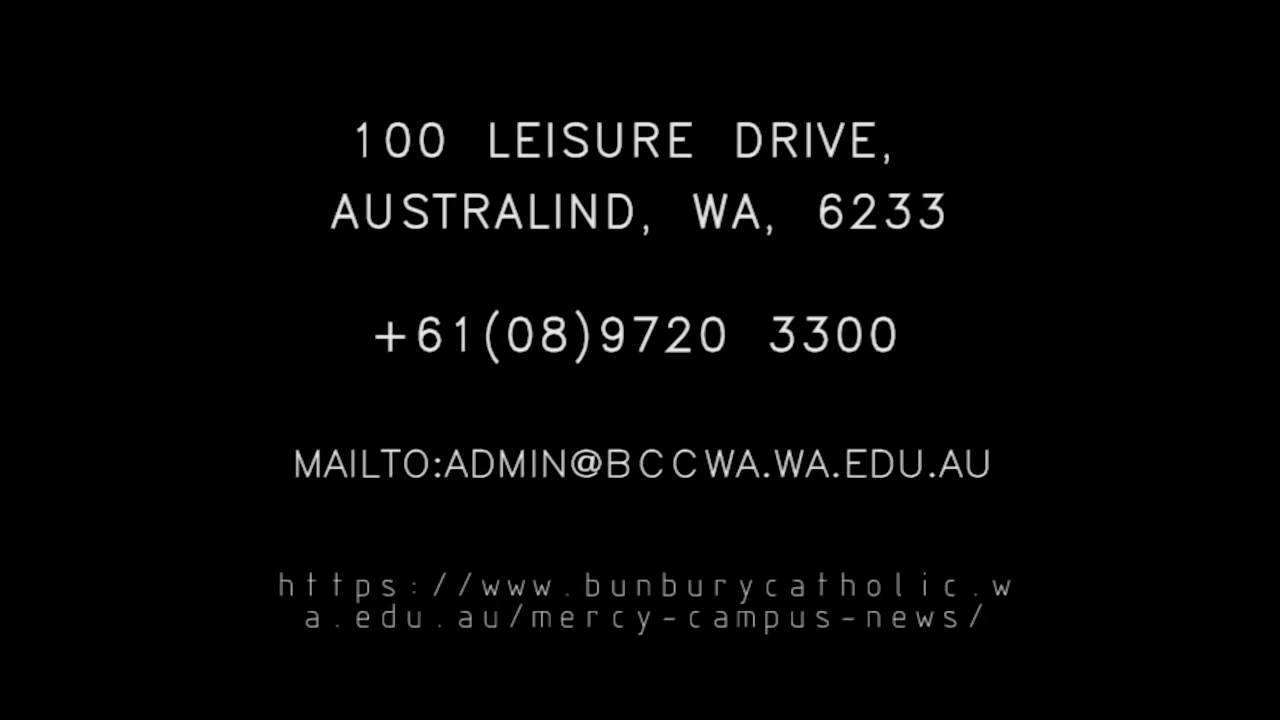 100 LEISURE DRIVE,
AUSTRALIND, WA, 6233
+61(08)9720 3300
MAILTO:ADMIN@BCCWA.WA.EDU.AU
https://www.bunburycatholic.w
a.edu.au/mercy-campus-news/